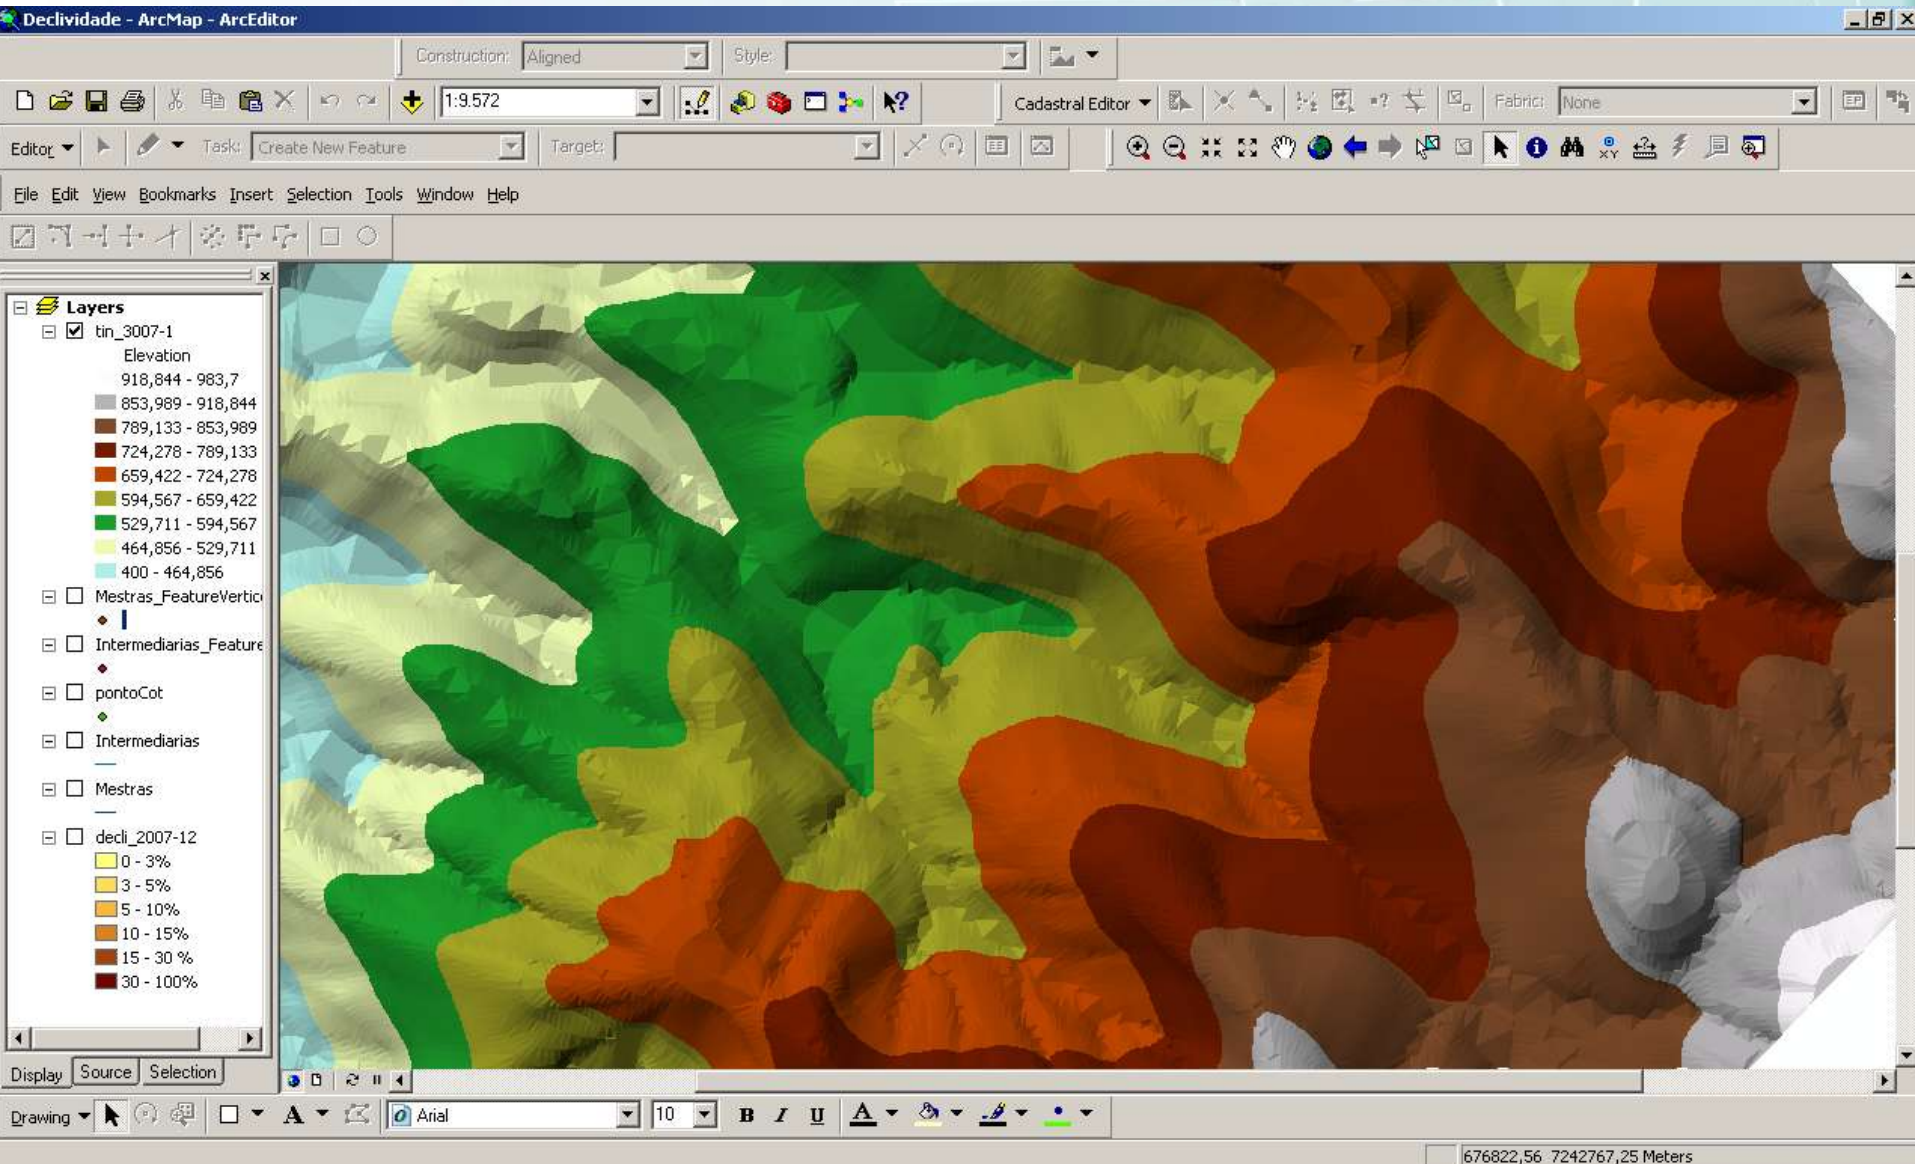 Declividade - ArcMap - ArcEditor
Construction: Aligned Style:
1:9.572 Cadastral Editor Fabric: None
Editor Task: Create New Feature Target:
File Edit View Bookmarks Insert Selection Tools Window Help
Layers
tin_3007-1
Elevation
918,844 - 983,7
853,989 - 918,844
789,133 - 853,989
724,278 - 789,133
659,422 - 724,278
594,567 - 659,422
529,711 - 594,567
464,856 - 529,711
400 - 464,856
Mestras_FeatureVertic
Intermediarias_Feature
pontoCot
Intermediarias
Mestras
decli_2007-12
0 - 3%
3 - 5%
5 - 10%
10 - 15%
15 - 30 %
30 - 100%
Display Source Selection
Drawing A Arial 10 B I U A
676822,56 7242767,25 Meters